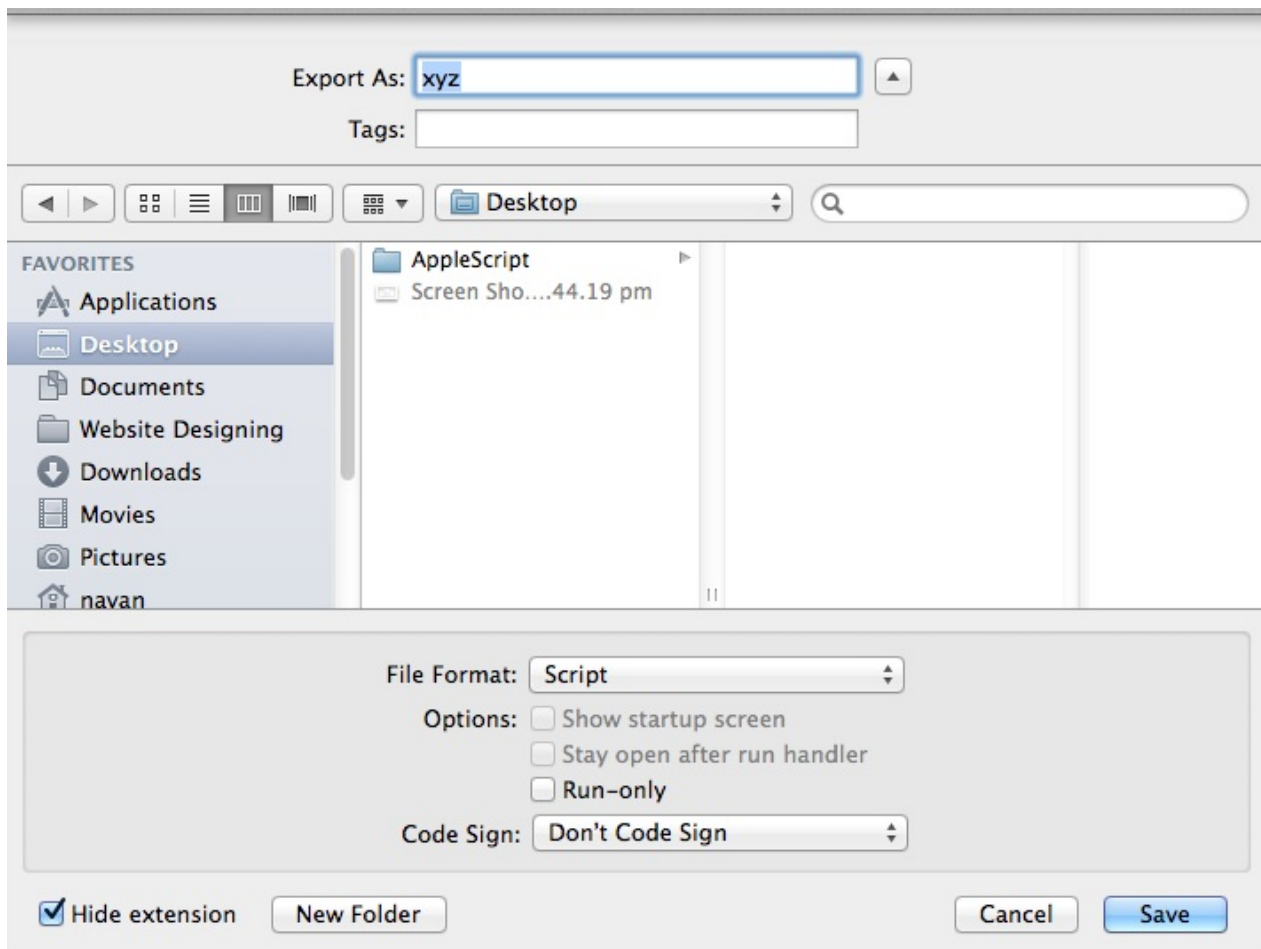 Export As: xyz
Tags:
Desktop
FAVORITES
Applications
Desktop
Documents
Website Designing
Downloads
Movies
Pictures
navan
AppleScript
Screen Sho....44.19 pm
File Format: Script
Options: Show startup screen
Stay open after run handler
Run-only
Code Sign: Don't Code Sign
Hide extension New Folder Cancel Save